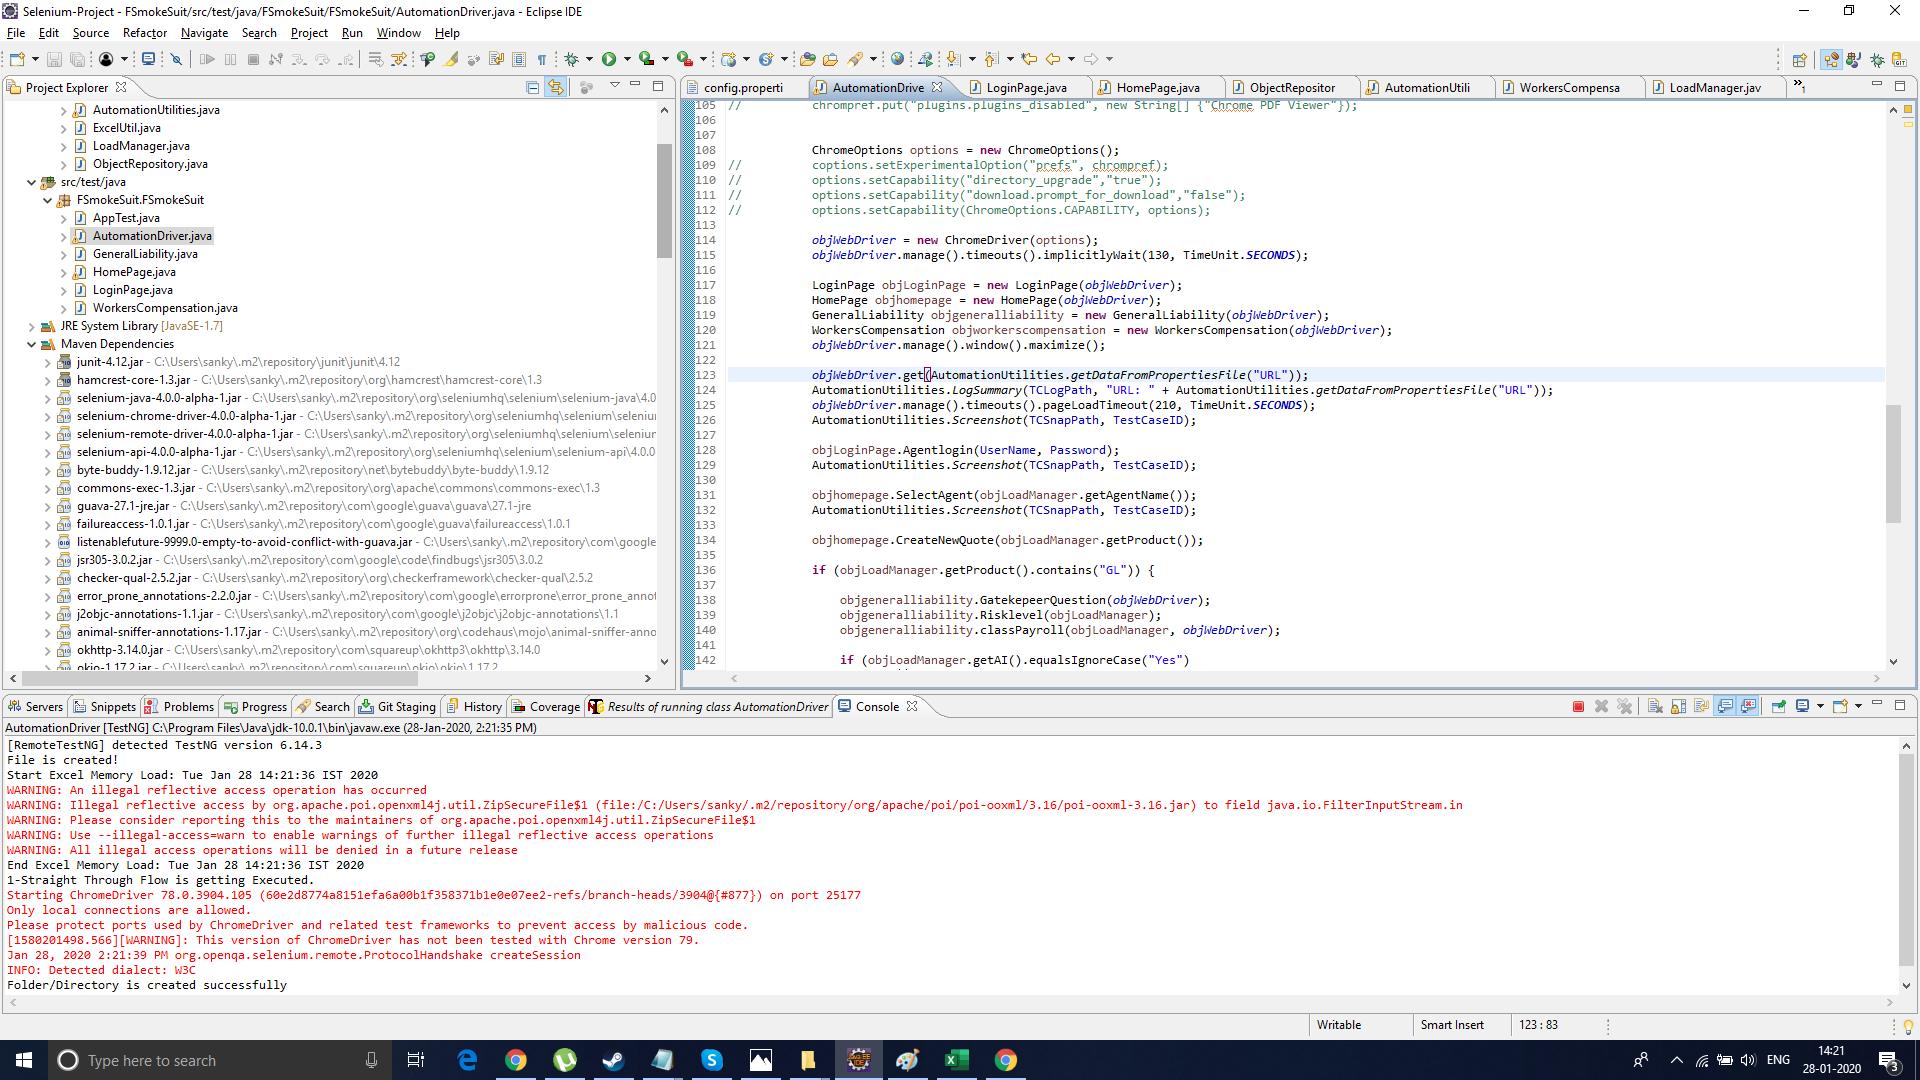 Selenium-Project - FSmokeSuit/src/test/java/FSmokeSuit/FSmokeSuit/AutomationDriver.java - Eclipse IDE
File Edit Source Refactor Navigate Search Project Run Window Help
Project Explorer
AutomationUtilities.java
ExcelUtil.java
LoadManager.java
ObjectRepository.java
src/test/java
FSmokeSuit.FSmokeSuit
AppTest.java
AutomationDriver.java
GeneralLiability.java
HomePage.java
LoginPage.java
WorkersCompensation.java
JRE System Library [JavaSE-1.7]
Maven Dependencies
junit-4.12.jar - C:\Users\sanky\.m2\repository\junit\junit\4.12
hamcrest-core-1.3.jar - C:\Users\sanky\.m2\repository\org\hamcrest\hamcrest-core\1.3
selenium-java-4.0.0-alpha-1.jar - C:\Users\sanky\.m2\repository\org\seleniumhq\selenium\selenium-java\4.0
selenium-chrome-driver-4.0.0-alpha-1.jar - C:\Users\sanky\.m2\repository\org\seleniumhq\selenium\seleniur
selenium-remote-driver-4.0.0-alpha-1.jar - C:\Users\sanky\.m2\repository\org\seleniumhq\selenium\seleniur
selenium-api-4.0.0-alpha-1.jar - C:\Users\sanky\.m2\repository\org\seleniumhq\selenium\selenium-api\4.0.0
byte-buddy-1.9.12.jar - C:\Users\sanky\.m2\repository\net\bytebuddy\byte-buddy\1.9.12
commons-exec-1.3.jar - C:\Users\sanky\.m2\repository\org\apache\commons\commons-exec\1.3
guava-27.1-jre.jar - C:\Users\sanky\.m2\repository\com\google\guava\guava\27.1-jre
failureaccess-1.0.1.jar - C:\Users\sanky\.m2\repository\com\google\guava\failureaccess\1.0.1
listenablefuture-9999.0-empty-to-avoid-conflict-with-guava.jar - C:\Users\sanky\.m2\repository\com\google
jsr305-3.0.2.jar - C:\Users\sanky\.m2\repository\com\google\code\findbugs\jsr305\3.0.2
checker-qual-2.5.2.jar - C:\Users\sanky\.m2\repository\org\checkerframework\checker-qual\2.5.2
error_prone_annotations-2.2.0.jar - C:\Users\sanky\.m2\repository\com\google\errorprone\error_prone_annot
j2objc-annotations-1.1.jar - C:\Users\sanky\.m2\repository\com\google\j2objc\j2objc-annotations\1.1
animal-sniffer-annotations-1.17.jar - C:\Users\sanky\.m2\repository\org\codehaus\mojo\animal-sniffer-anno
okhttp-3.14.0.jar - C:\Users\sanky\.m2\repository\com\squareup\okhttp3\okhttp\3.14.0
okio-1.17.2.jar - C:\Users\sanky\.m2\repository\com\squareup\okio\okio\1.17.2
config.properti AutomationDrive LoginPage.java HomePage.java ObjectRepositor AutomationUtili WorkersCompensa LoadManager.jav »1
105 // chrompref.put("plugins.plugins_disabled", new String[] {"Chrome PDF Viewer"});
106
107
108 ChromeOptions options = new ChromeOptions();
109 // coptions.setExperimentalOption("prefs", chrompref);
110 // options.setCapability("directory_upgrade","true");
111 // options.setCapability("download.prompt_for_download","false");
112 // options.setCapability(ChromeOptions.CAPABILITY, options);
113
114 objWebDriver = new ChromeDriver(options);
115 objWebDriver.manage().timeouts().implicitlyWait(130, TimeUnit.SECONDS);
116
117 LoginPage objLoginPage = new LoginPage(objWebDriver);
118 HomePage objhomepage = new HomePage(objWebDriver);
119 GeneralLiability objgeneralliability = new GeneralLiability(objWebDriver);
120 WorkersCompensation objworkerscompensation = new WorkersCompensation(objWebDriver);
121 objWebDriver.manage().window().maximize();
122
123 objWebDriver.get(AutomationUtilities.getDataFromPropertiesFile("URL"));
124 AutomationUtilities.LogSummary(TCLogPath, "URL: " + AutomationUtilities.getDataFromPropertiesFile("URL"));
125 objWebDriver.manage().timeouts().pageLoadTimeout(210, TimeUnit.SECONDS);
126 AutomationUtilities.Screenshot(TCSnapPath, TestCaseID);
127
128 objLoginPage.Agentlogin(UserName, Password);
129 AutomationUtilities.Screenshot(TCSnapPath, TestCaseID);
130
131 objhomepage.SelectAgent(objLoadManager.getAgentName());
132 AutomationUtilities.Screenshot(TCSnapPath, TestCaseID);
133
134 objhomepage.CreateNewQuote(objLoadManager.getProduct());
135
136 if (objLoadManager.getProduct().contains("GL")) {
137
138 objgeneralliability.GatekepeerQuestion(objWebDriver);
139 objgeneralliability.Risklevel(objLoadManager);
140 objgeneralliability.classPayroll(objLoadManager, objWebDriver);
141
142 if (objLoadManager.getAI().equalsIgnoreCase("Yes")
Servers Snippets Problems Progress Search Git Staging History Coverage Results of running class AutomationDriver Console
AutomationDriver [TestNG] C:\Program Files\Java\jdk-10.0.1\bin\javaw.exe (28-Jan-2020, 2:21:35 PM)
[RemoteTestNG] detected TestNG version 6.14.3
File is created!
Start Excel Memory Load: Tue Jan 28 14:21:36 IST 2020
WARNING: An illegal reflective access operation has occurred
WARNING: Illegal reflective access by org.apache.poi.openxml4j.util.ZipSecureFile$1 (file:/C:/Users/sanky/.m2/repository/org/apache/poi/poi-ooxml/3.16/poi-ooxml-3.16.jar) to field java.io.FilterInputStream.in
WARNING: Please consider reporting this to the maintainers of org.apache.poi.openxml4j.util.ZipSecureFile$1
WARNING: Use --illegal-access=warn to enable warnings of further illegal reflective access operations
WARNING: All illegal access operations will be denied in a future release
End Excel Memory Load: Tue Jan 28 14:21:36 IST 2020
1-Straight Through Flow is getting Executed.
Starting ChromeDriver 78.0.3904.105 (60e2d8774a8151efa6a00b1f358371b1e0e07ee2-refs/branch-heads/3904@{#877}) on port 25177
Only local connections are allowed.
Please protect ports used by ChromeDriver and related test frameworks to prevent access by malicious code.
[1580201498.566][WARNING]: This version of ChromeDriver has not been tested with Chrome version 79.
Jan 28, 2020 2:21:39 PM org.openqa.selenium.remote.ProtocolHandshake createSession
INFO: Detected dialect: W3C
Folder/Directory is created successfully
Writable Smart Insert 123 : 83
Type here to search
ENG
14:21
28-01-2020
3